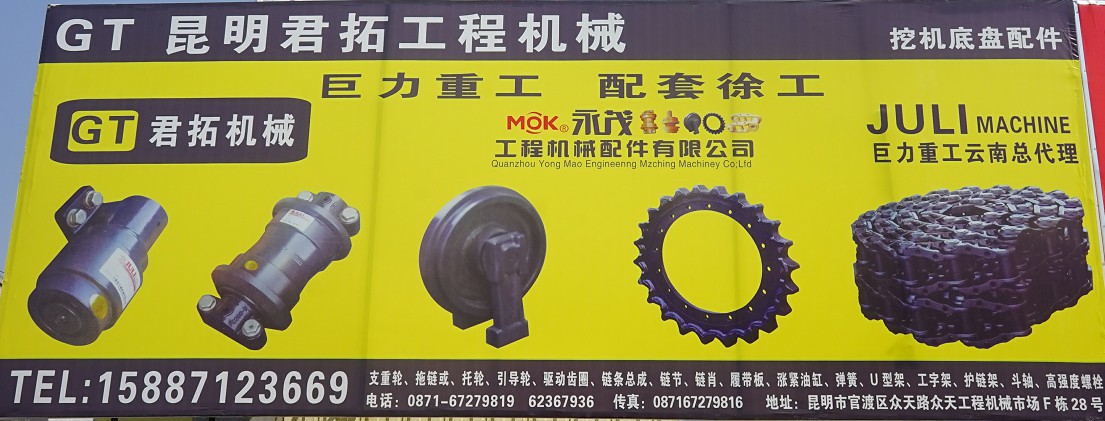 GT 昆明君拓工程机械
挖机底盘配件
巨力重工 配套徐工
GT 君拓机械
MOK® 永茂
工程机械配件有限公司
Quanzhou Yong Mao Engineenng Mzching Machiney Co;Ltd
JULI MACHINE
巨力重工云南总代理
JULI
TEL:15887123669
支重轮、拖链或、托轮、引导轮、驱动齿圈、链条总成、链节、链肖、履带板、涨紧油缸、弹簧、U型架、工字架、护链架、斗轴、高强度螺栓
电话：0871-67279819 62367936 传真：087167279816 地址：昆明市官渡区众天路众天工程机械市场F栋28号